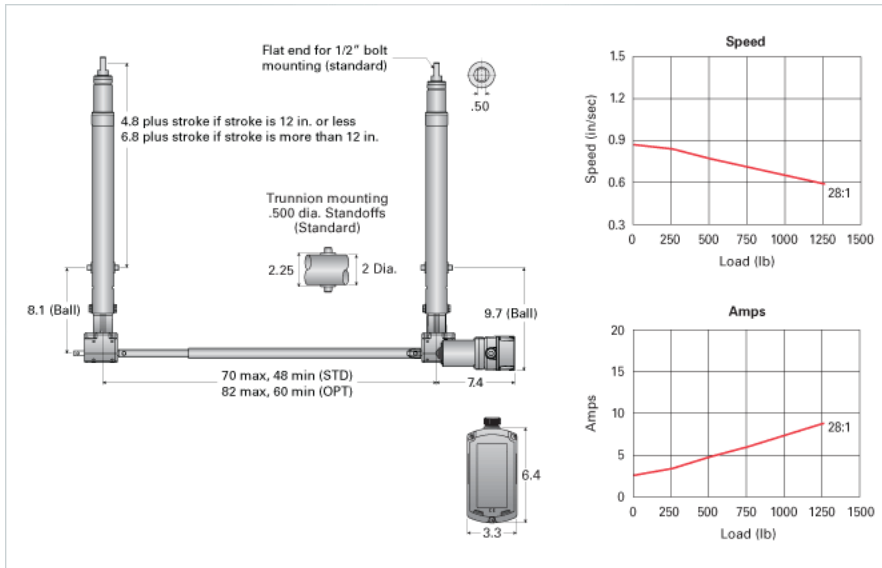 Flat end for 1/2" bolt
mounting (standard)
.50
4.8 plus stroke if stroke is 12 in. or less
6.8 plus stroke if stroke is more than 12 in.
Trunnion mounting
.500 dia. Standoffs
(Standard)
2.25
2 Dia.
8.1 (Ball)
9.7 (Ball)
70 max, 48 min (STD)
82 max, 60 min (OPT)
7.4
6.4
3.3
Speed
Speed (in/sec)
1.5
1.2
0.9
0.6
0.3
28:1
0 250 500 750 1000 1250 1500
Load (lb)
Amps
Amps
20
15
10
5
0
28:1
0 250 500 750 1000 1250 1500
Load (lb)